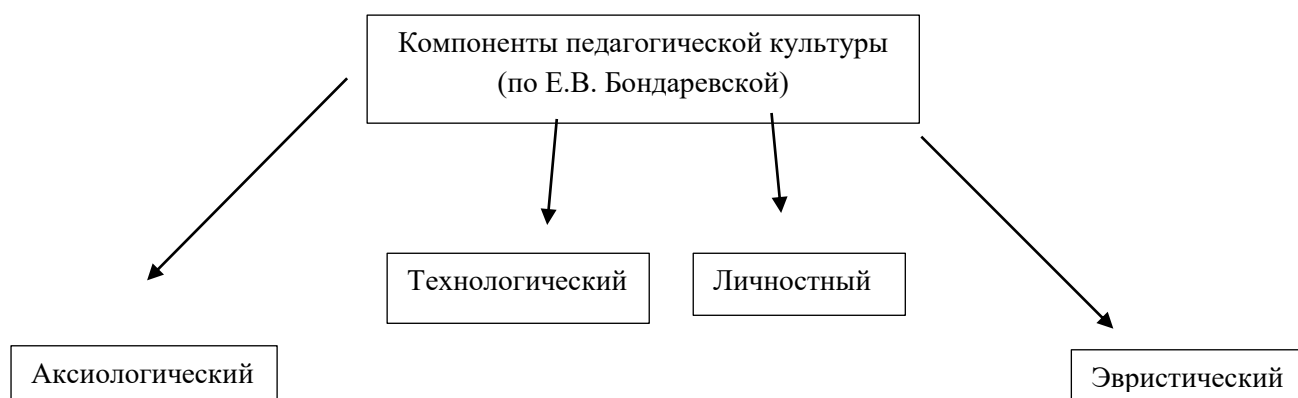 Компоненты педагогической культуры
(по Е.В. Бондаревской)
Технологический
Личностный
Аксиологический
Эвристический